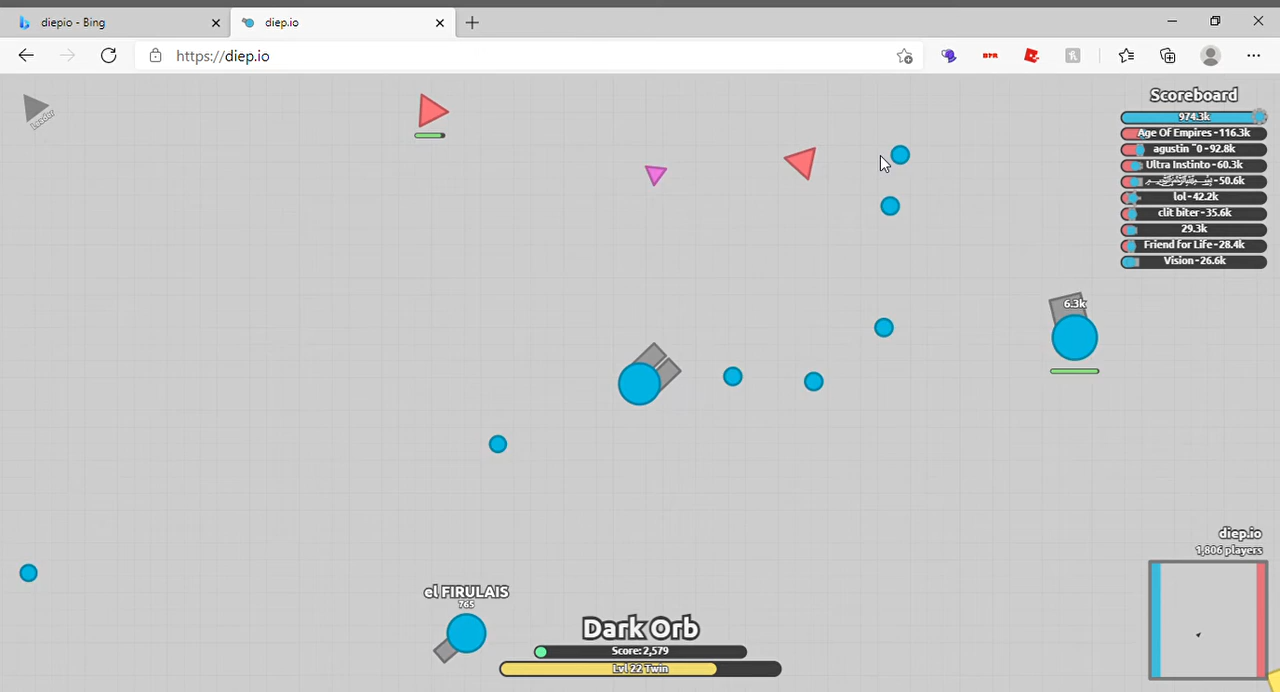 diepio - Bing
diep.io
https://diep.io
Leader
Scoreboard
974.3k
Age Of Empires - 116.3k
agustin ~0 - 92.8k
Ultra Instinto - 60.3k
- 50.6k
lol - 42.2k
clit biter - 35.6k
29.3k
Friend for Life - 28.4k
Vision - 26.6k
6.3k
diep.io
1,806 players
el FIRULAIS
765
Dark Orb
Score: 2,579
Lvl 22 Twin